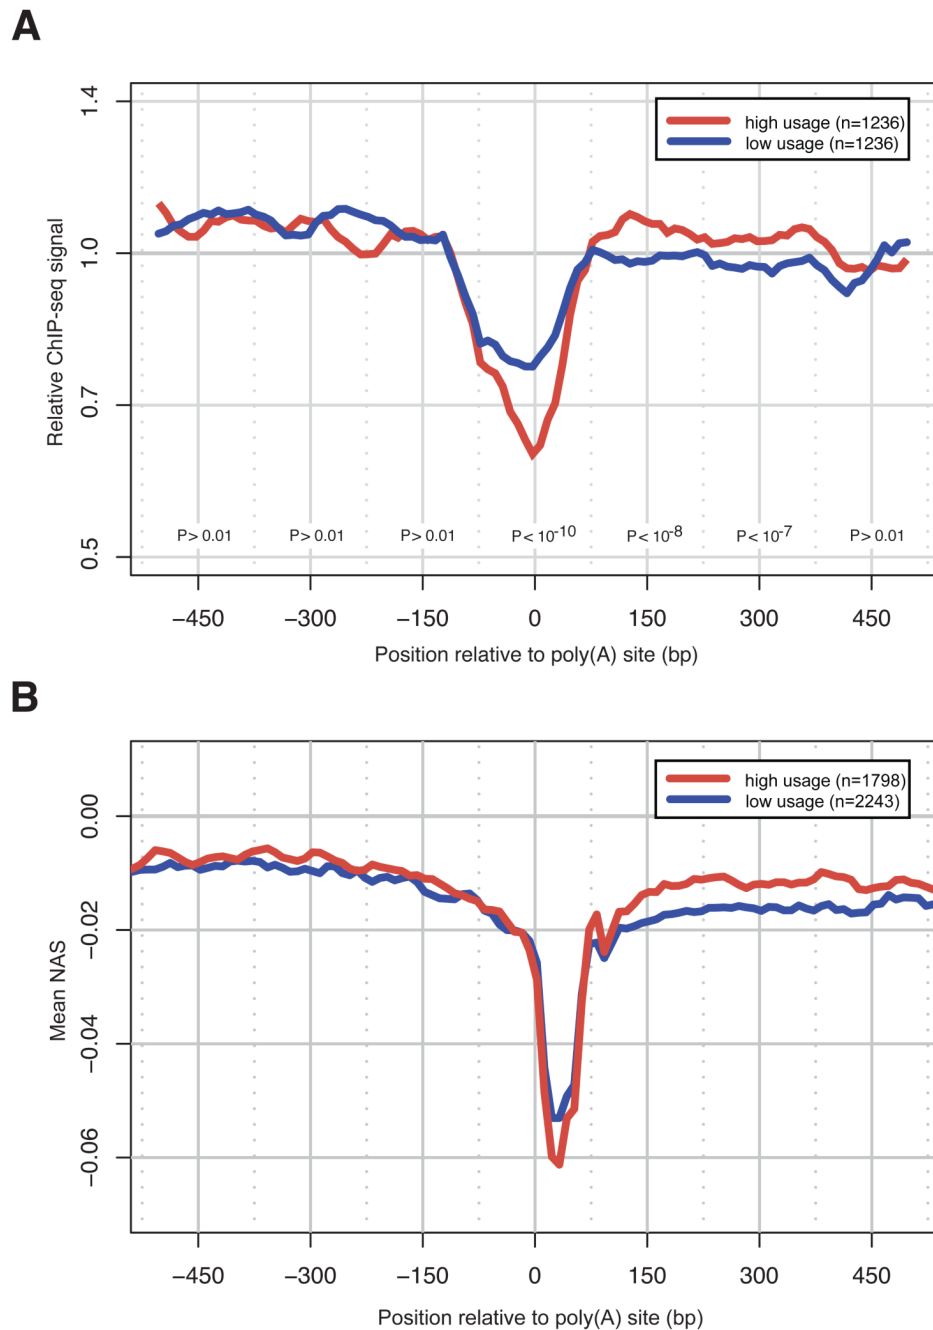 A
1.4
1.0
0.7
0.5
Relative ChIP-seq signal
high usage (n=1236)
low usage (n=1236)
P > 0.01 P > 0.01 P > 0.01 P < 10-10 P < 10-8 P < 10-7 P > 0.01
−450 −300 −150 0 150 300 450
Position relative to poly(A) site (bp)
B
0.00
-0.02
-0.04
-0.06
Mean NAS
high usage (n=1798)
low usage (n=2243)
−450 −300 −150 0 150 300 450
Position relative to poly(A) site (bp)